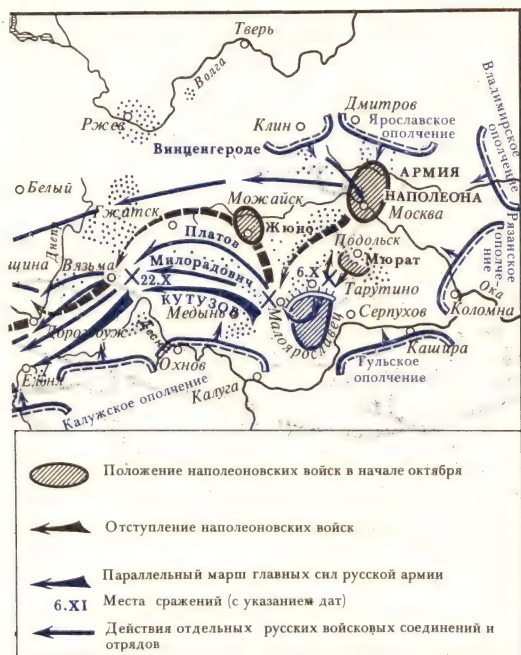 Тверь
Волга
Ржев
Клин
Дмитров
Ярославское
ополчение
Владимирское
ополчение
Винценгероде
АРМИЯ
НАПОЛЕОНА
Москва
Белый
Гжатск
Можайск
Жюно
Рязанское
ополче-
ние
Днепр
Платов
Подольск
Мюрат
щина
Вязьма
22.X
Милорадович
6.X
Тарутино
Ока
КУТУЗОВ
Медынь
Малоярославец
Серпухов
Коломна
Дорогобуж
Кашира
Тульское
ополчение
Ельня
Юхнов
Калуга
Калужское ополчение
Положение наполеоновских войск в начале октября
Отступление наполеоновских войск
Параллельный марш главных сил русской армии
6.XI Места сражений (с указанием дат)
Действия отдельных русских войсковых соединений и
отрядов